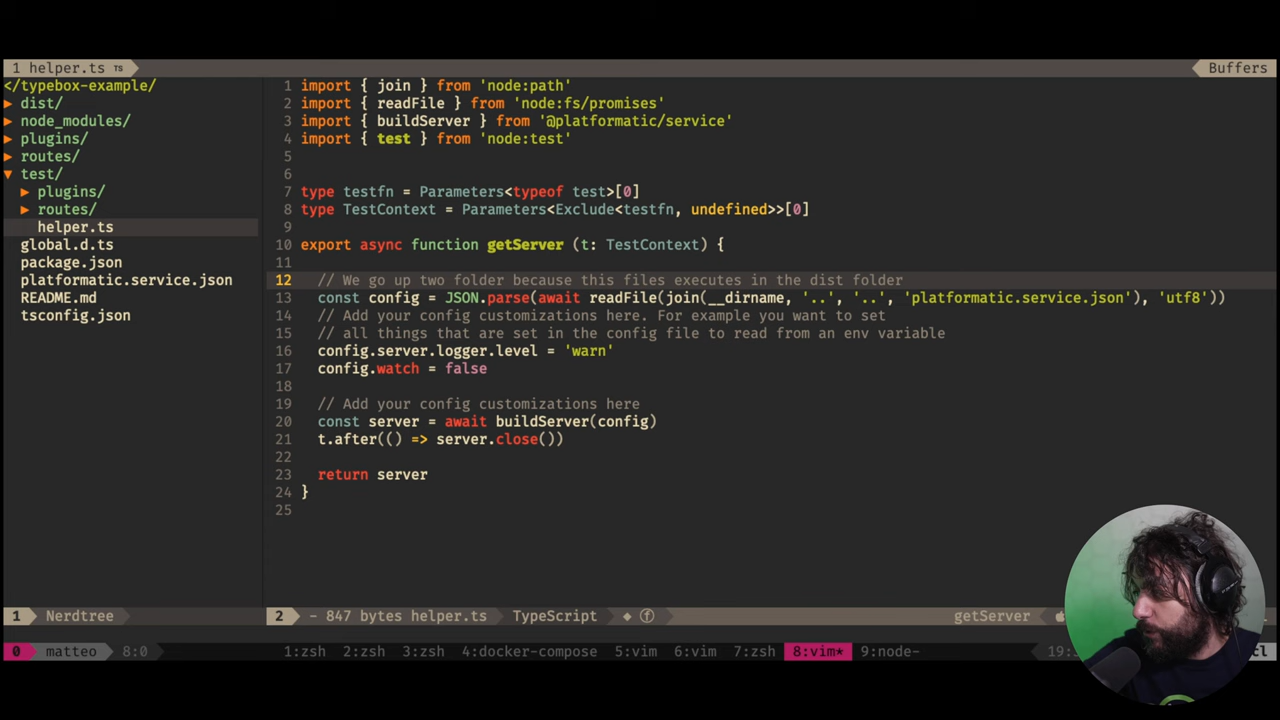 1 helper.ts TS
Buffers
</typebox-example/
dist/
node_modules/
plugins/
routes/
test/
plugins/
routes/
helper.ts
global.d.ts
package.json
platformatic.service.json
README.md
tsconfig.json
1 import { join } from 'node:path'
2 import { readFile } from 'node:fs/promises'
3 import { buildServer } from '@platformatic/service'
4 import { test } from 'node:test'
5
6
7 type testfn = Parameters<typeof test>[0]
8 type TestContext = Parameters<Exclude<testfn, undefined>>[0]
9
10 export async function getServer (t: TestContext) {
11
12 // We go up two folder because this files executes in the dist folder
13 const config = JSON.parse(await readFile(join(__dirname, '..', '..', 'platformatic.service.json'), 'utf8'))
14 // Add your config customizations here. For example you want to set
15 // all things that are set in the config file to read from an env variable
16 config.server.logger.level = 'warn'
17 config.watch = false
18
19 // Add your config customizations here
20 const server = await buildServer(config)
21 t.after(() => server.close())
22
23 return server
24 }
25
1 Nerdtree
2 - 847 bytes helper.ts TypeScript ◆ ⓕ getServer
0 matteo 8:0 1:zsh 2:zsh 3:zsh 4:docker-compose 5:vim 6:vim 7:zsh 8:vim* 9:node-